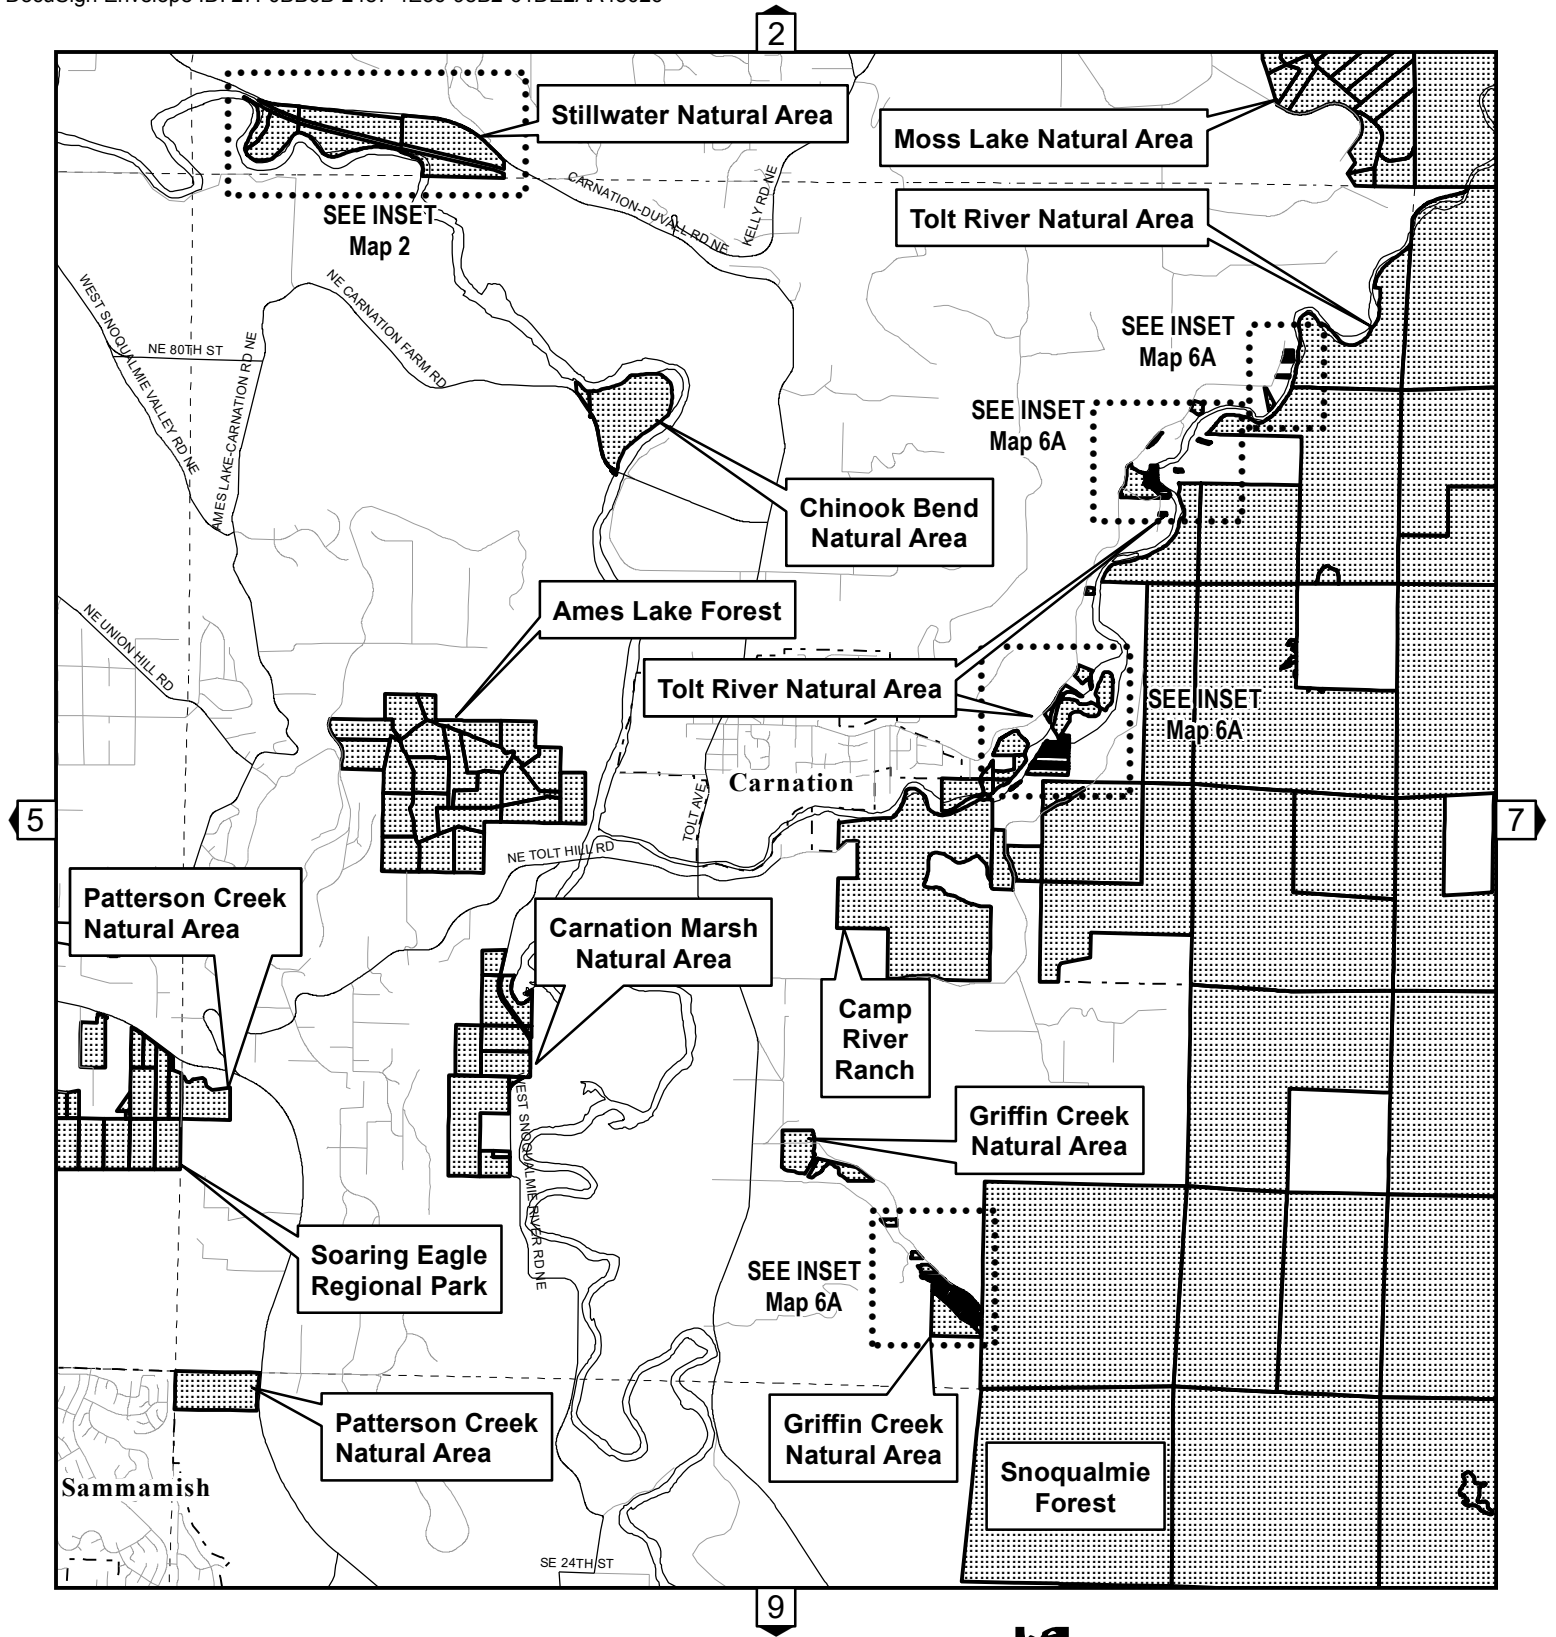 2
Stillwater Natural Area
Moss Lake Natural Area
Tolt River Natural Area
CARNATION-DUVALL RD NE
KELLY RD NE
SEE INSET
Map 2
WEST SNOQUALMIE VALLEY RD NE
NE CARNATION FARM RD
NE 80TH ST
AMES LAKE-CARNATION RD NE
SEE INSET
Map 6A
SEE INSET
Map 6A
Chinook Bend
Natural Area
Ames Lake Forest
NE UNION HILL RD
Tolt River Natural Area
SEE INSET
Map 6A
Carnation
TOLT AVE
5
7
NE TOLT HILL RD
Patterson Creek
Natural Area
Carnation Marsh
Natural Area
Camp
River
Ranch
WEST SNOQUALMIE RIVER RD NE
Griffin Creek
Natural Area
Soaring Eagle
Regional Park
SEE INSET
Map 6A
Patterson Creek
Natural Area
Griffin Creek
Natural Area
Snoqualmie
Forest
Sammamish
SE 24TH ST
9